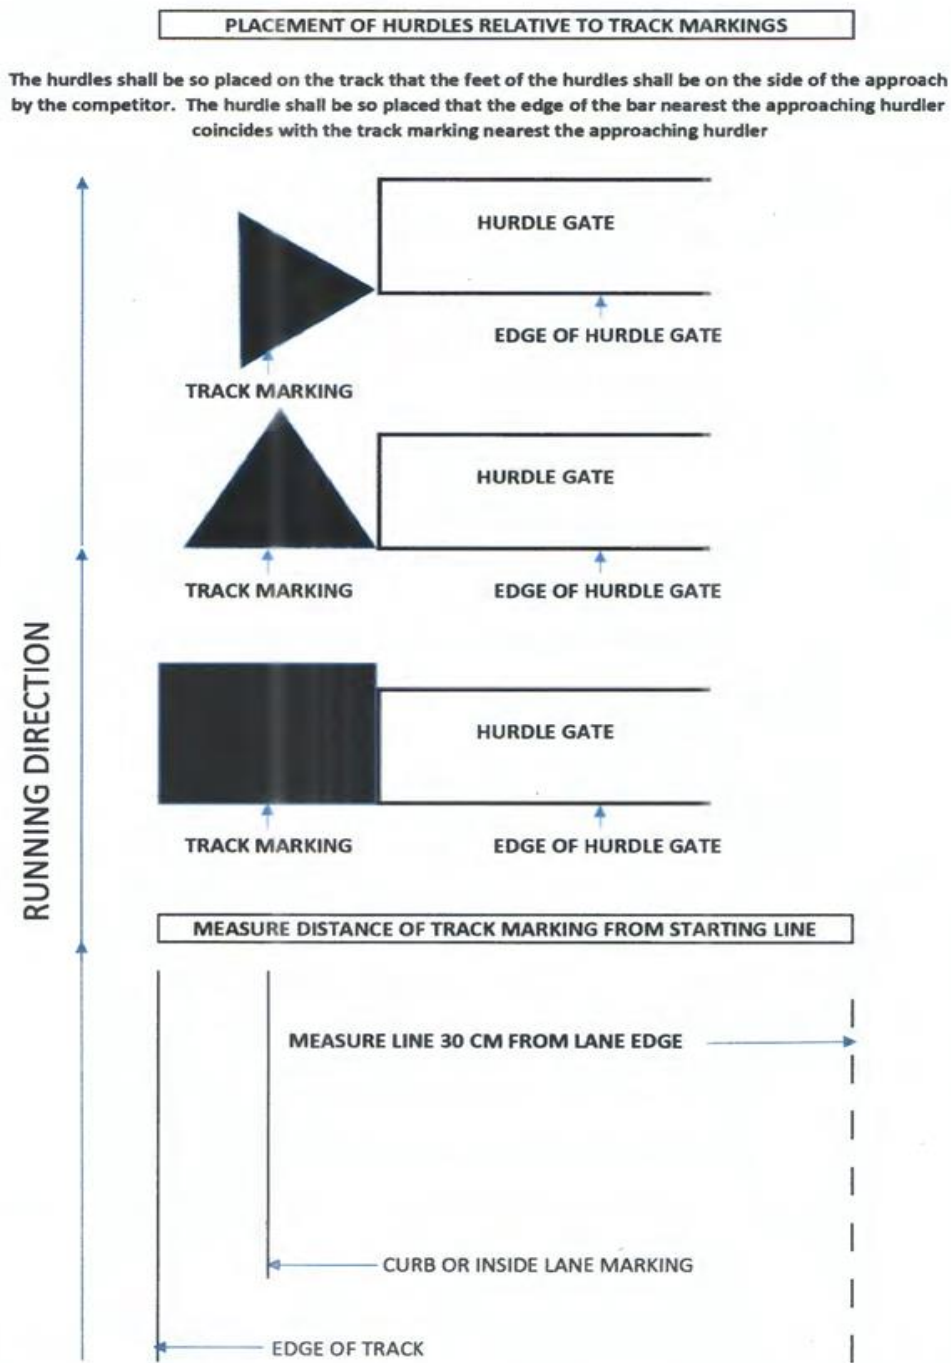 PLACEMENT OF HURDLES RELATIVE TO TRACK MARKINGS
The hurdles shall be so placed on the track that the feet of the hurdles shall be on the side of the approach
by the competitor. The hurdle shall be so placed that the edge of the bar nearest the approaching hurdler
coincides with the track marking nearest the approaching hurdler
HURDLE GATE
EDGE OF HURDLE GATE
TRACK MARKING
HURDLE GATE
TRACK MARKING
EDGE OF HURDLE GATE
RUNNING DIRECTION
HURDLE GATE
TRACK MARKING
EDGE OF HURDLE GATE
MEASURE DISTANCE OF TRACK MARKING FROM STARTING LINE
MEASURE LINE 30 CM FROM LANE EDGE
CURB OR INSIDE LANE MARKING
EDGE OF TRACK